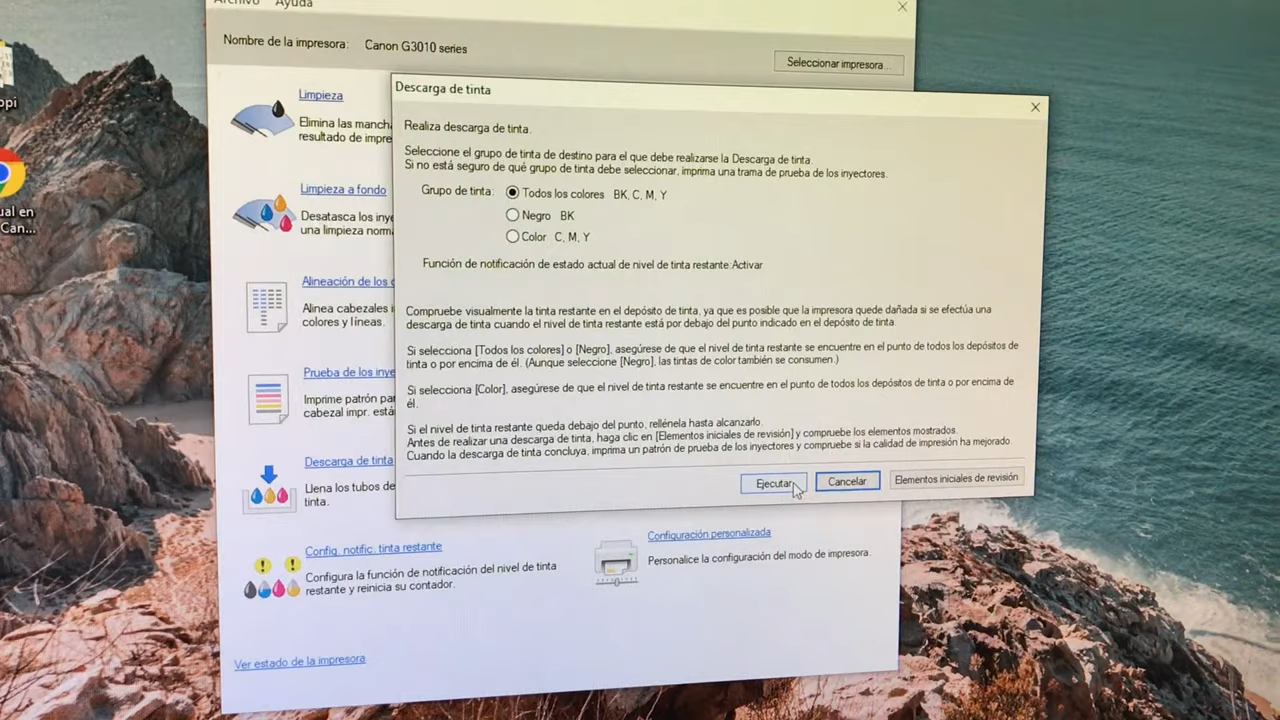 Archivo Ayuda
Nombre de la impresora: Canon G3010 series
Seleccionar impresora...
Limpieza
Elimina las manch
resultado de impre
Limpieza a fondo
Desatasca los inye
una limpieza norm
Alineación de los c
Alinea cabezales i
colores y líneas.
Prueba de los inye
Imprime patrón pa
cabezal impr. está
Descarga de tinta
Llena los tubos de
tinta.
Config. notific. tinta restante
Configura la función de notificación del nivel de tinta
restante y reinicia su contador.
Configuración personalizada
Personalice la configuración del modo de impresora.
Ver estado de la impresora
Descarga de tinta
Realiza descarga de tinta.
Seleccione el grupo de tinta de destino para el que debe realizarse la Descarga de tinta.
Si no está seguro de qué grupo de tinta debe seleccionar, imprima una trama de prueba de los inyectores.
Grupo de tinta: Todos los colores BK, C, M, Y
Negro BK
Color C, M, Y
Función de notificación de estado actual de nivel de tinta restante:Activar
Compruebe visualmente la tinta restante en el depósito de tinta, ya que es posible que la impresora quede dañada si se efectúa una
descarga de tinta cuando el nivel de tinta restante está por debajo del punto indicado en el depósito de tinta.
Si selecciona [Todos los colores] o [Negro], asegúrese de que el nivel de tinta restante se encuentre en el punto de todos los depósitos de
tinta o por encima de él. (Aunque seleccione [Negro], las tintas de color también se consumen.)
Si selecciona [Color], asegúrese de que el nivel de tinta restante se encuentre en el punto de todos los depósitos de tinta o por encima de
él.
Si el nivel de tinta restante queda debajo del punto, rellénela hasta alcanzarlo.
Antes de realizar una descarga de tinta, haga clic en [Elementos iniciales de revisión] y compruebe los elementos mostrados.
Cuando la descarga de tinta concluya, imprima un patrón de prueba de los inyectores y compruebe si la calidad de impresión ha mejorado.
Ejecutar Cancelar Elementos iniciales de revisión
ppi
ual en
Can...